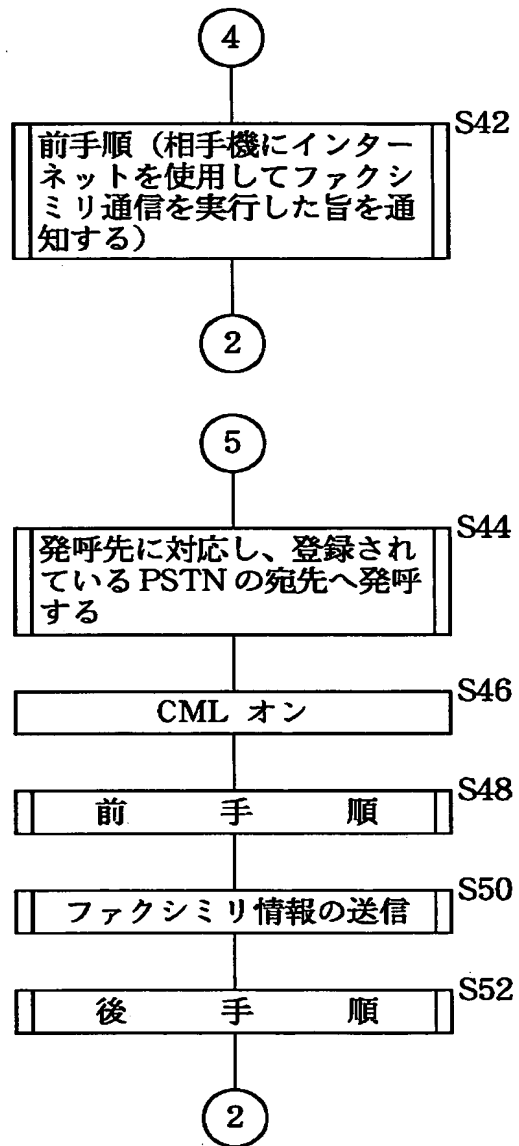 4
S42
前手順（相手機にインター
ネットを使用してファクシ
ミリ通信を実行した旨を通
知する）
2
5
S44
発呼先に対応し、登録され
ているPSTNの宛先へ発呼
する
S46
CML オン
S48
前 手 順
S50
ファクシミリ情報の送信
S52
後 手 順
2